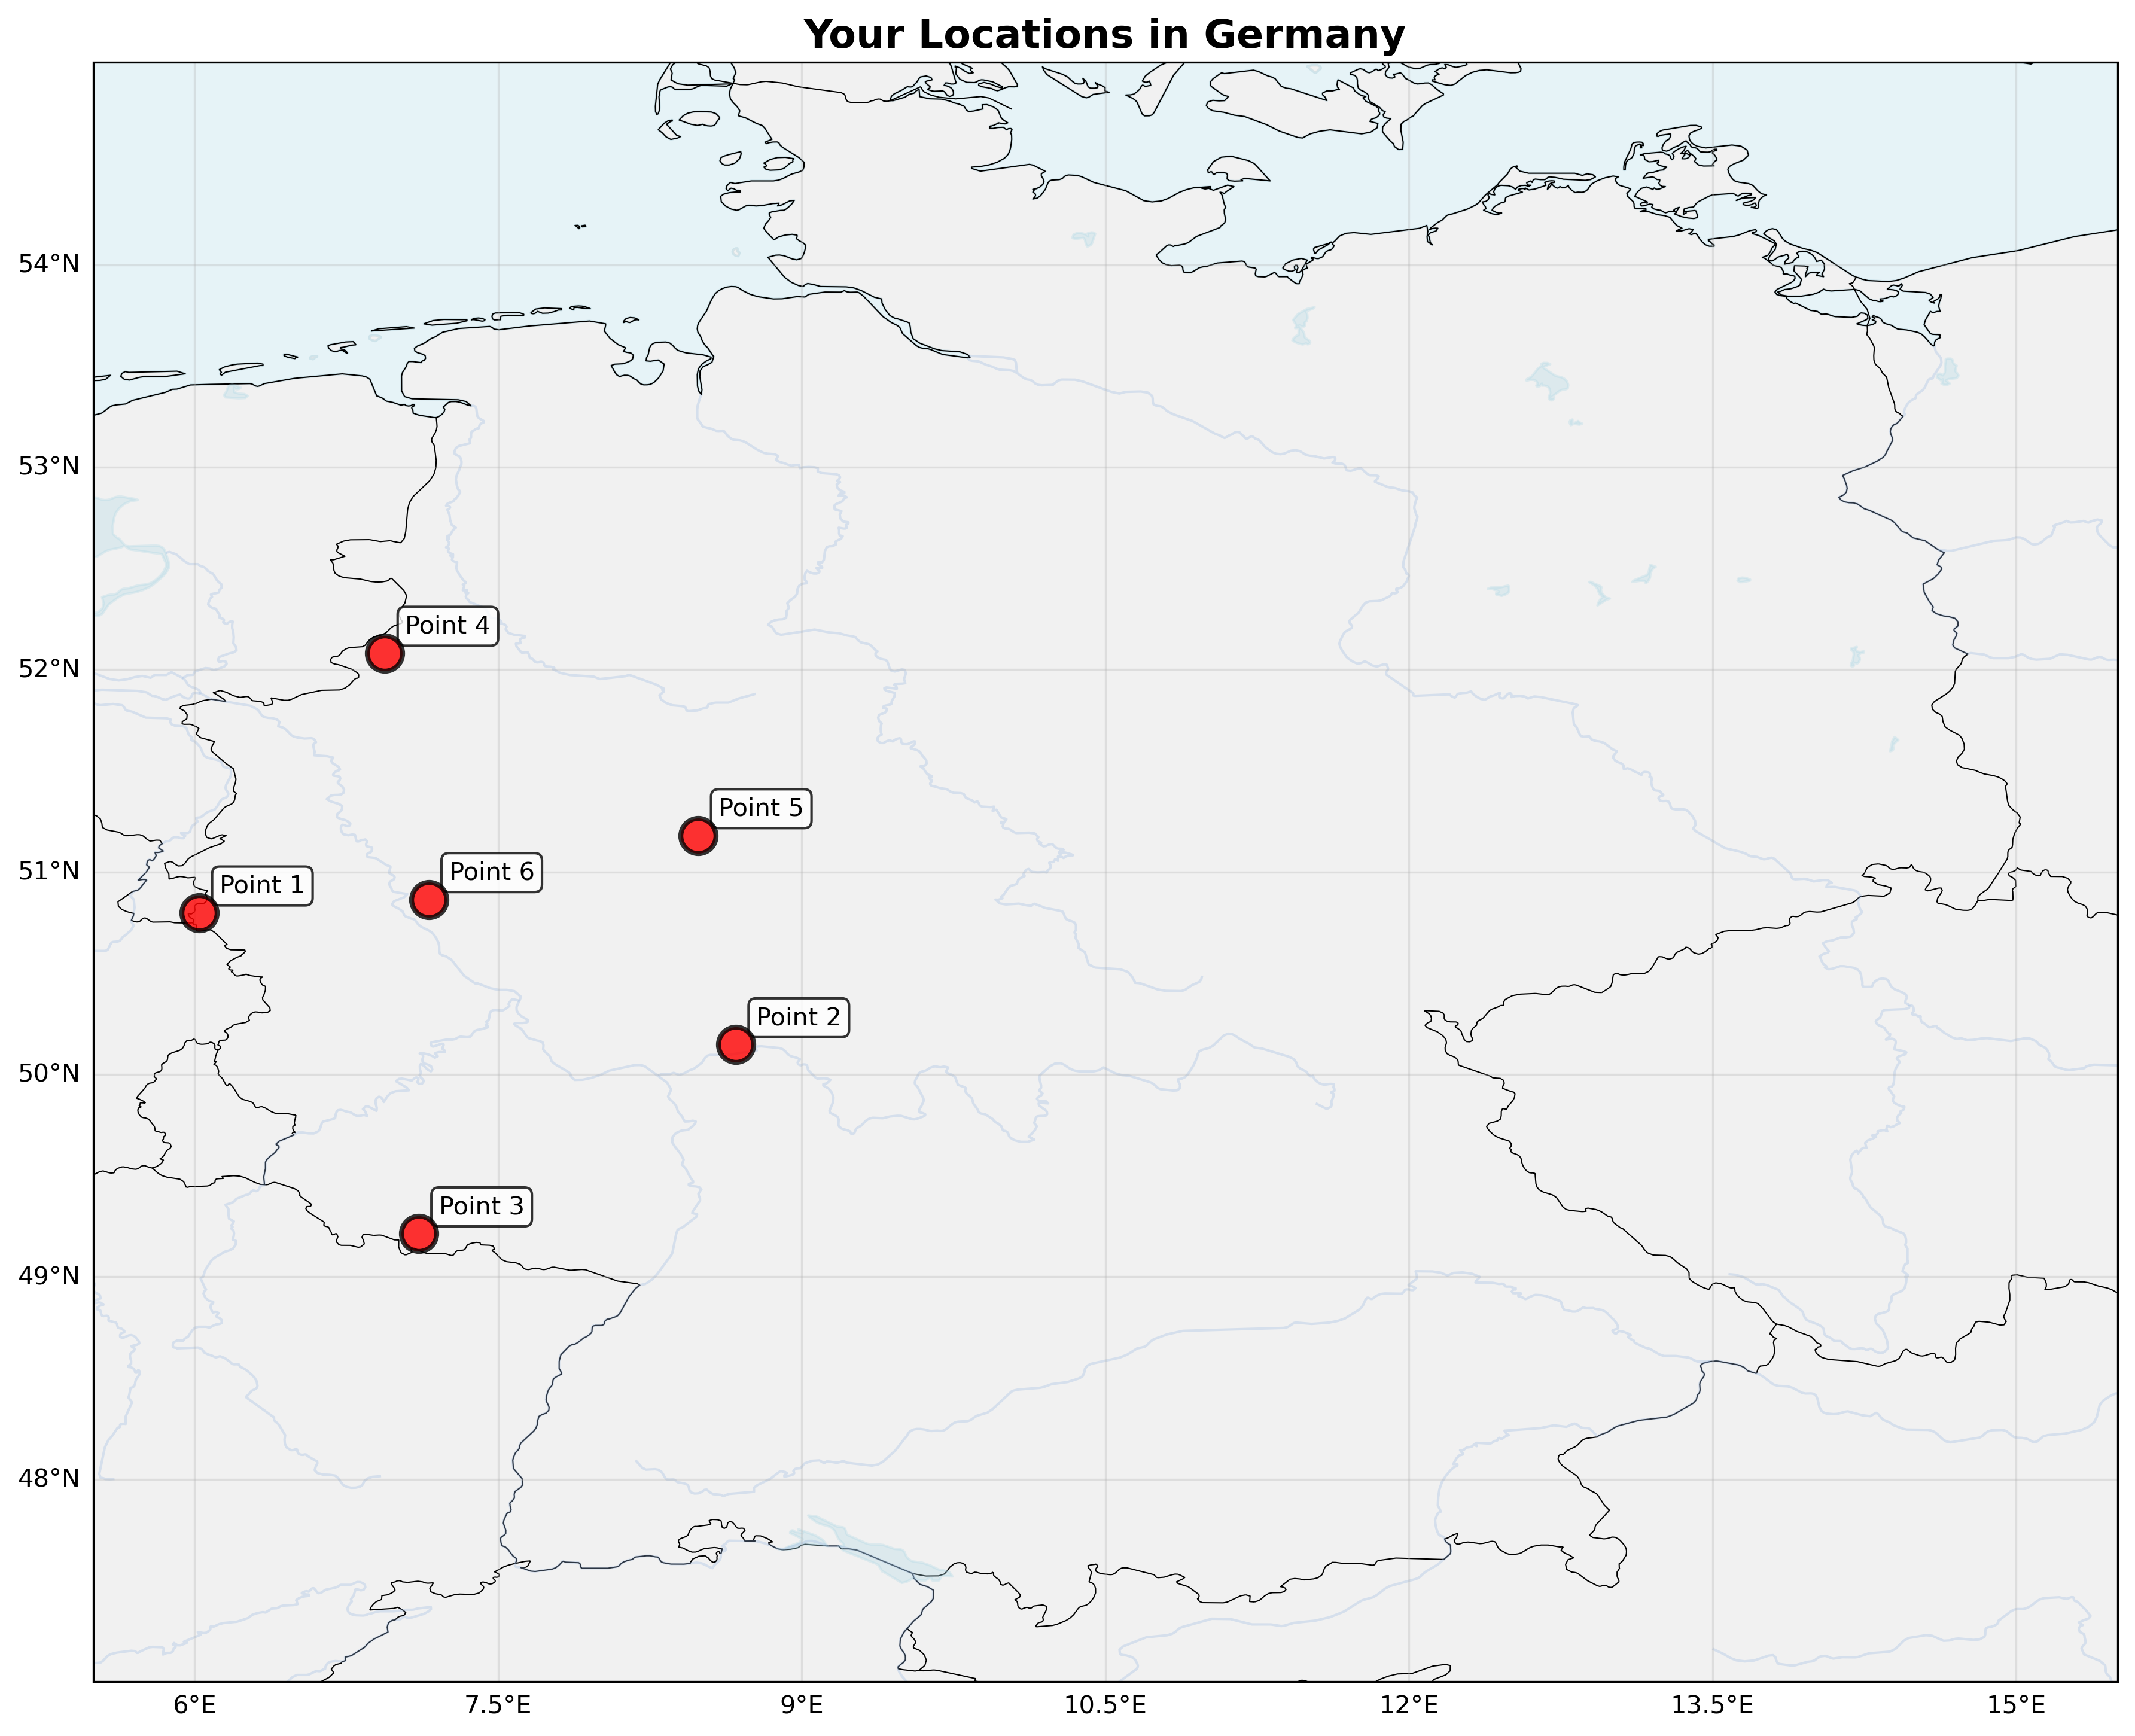 Your Locations in Germany
54°N
53°N
52°N
51°N
50°N
49°N
48°N
Point 4
Point 5
Point 6
Point 1
Point 2
Point 3
6°E
7.5°E
9°E
10.5°E
12°E
13.5°E
15°E